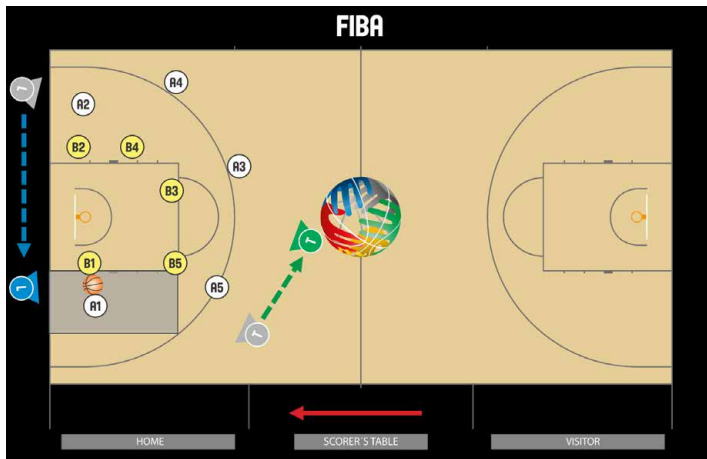 FIBA
A4
A2
B2
B4
A3
B3
T
B1
B5
L
A5
A1
T
HOME
SCORER´S TABLE
VISITOR